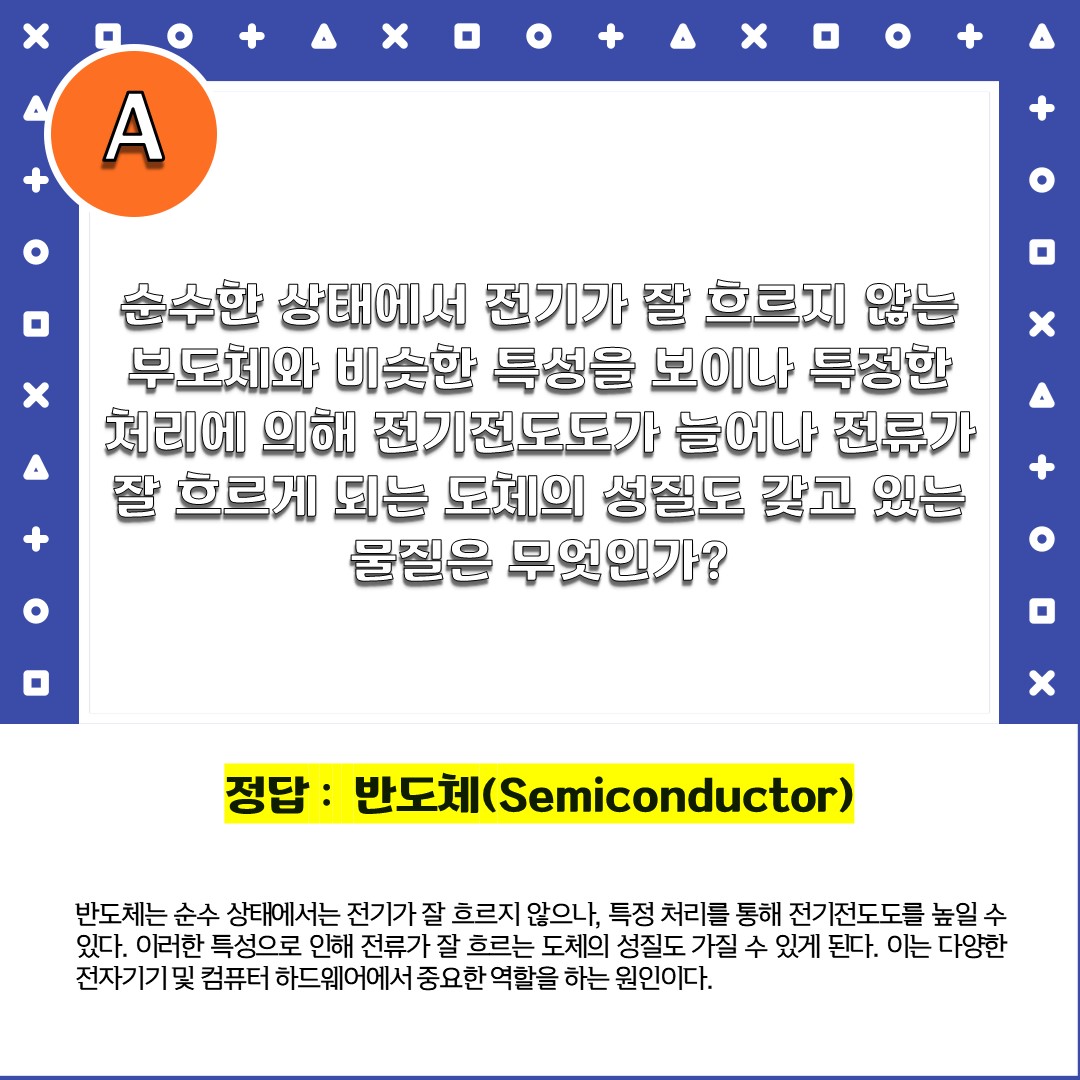 A
순수한 상태에서 전기가 잘 흐르지 않는
부도체와 비슷한 특성을 보이나 특정한
처리에 의해 전기전도도가 늘어나 전류가
잘 흐르게 되는 도체의 성질도 갖고 있는
물질은 무엇인가?
정답 : 반도체(Semiconductor)
반도체는 순수 상태에서는 전기가 잘 흐르지 않으나, 특정 처리를 통해 전기전도도를 높일 수
있다. 이러한 특성으로 인해 전류가 잘 흐르는 도체의 성질도 가질 수 있게 된다. 이는 다양한
전자기기 및 컴퓨터 하드웨어에서 중요한 역할을 하는 원인이다.